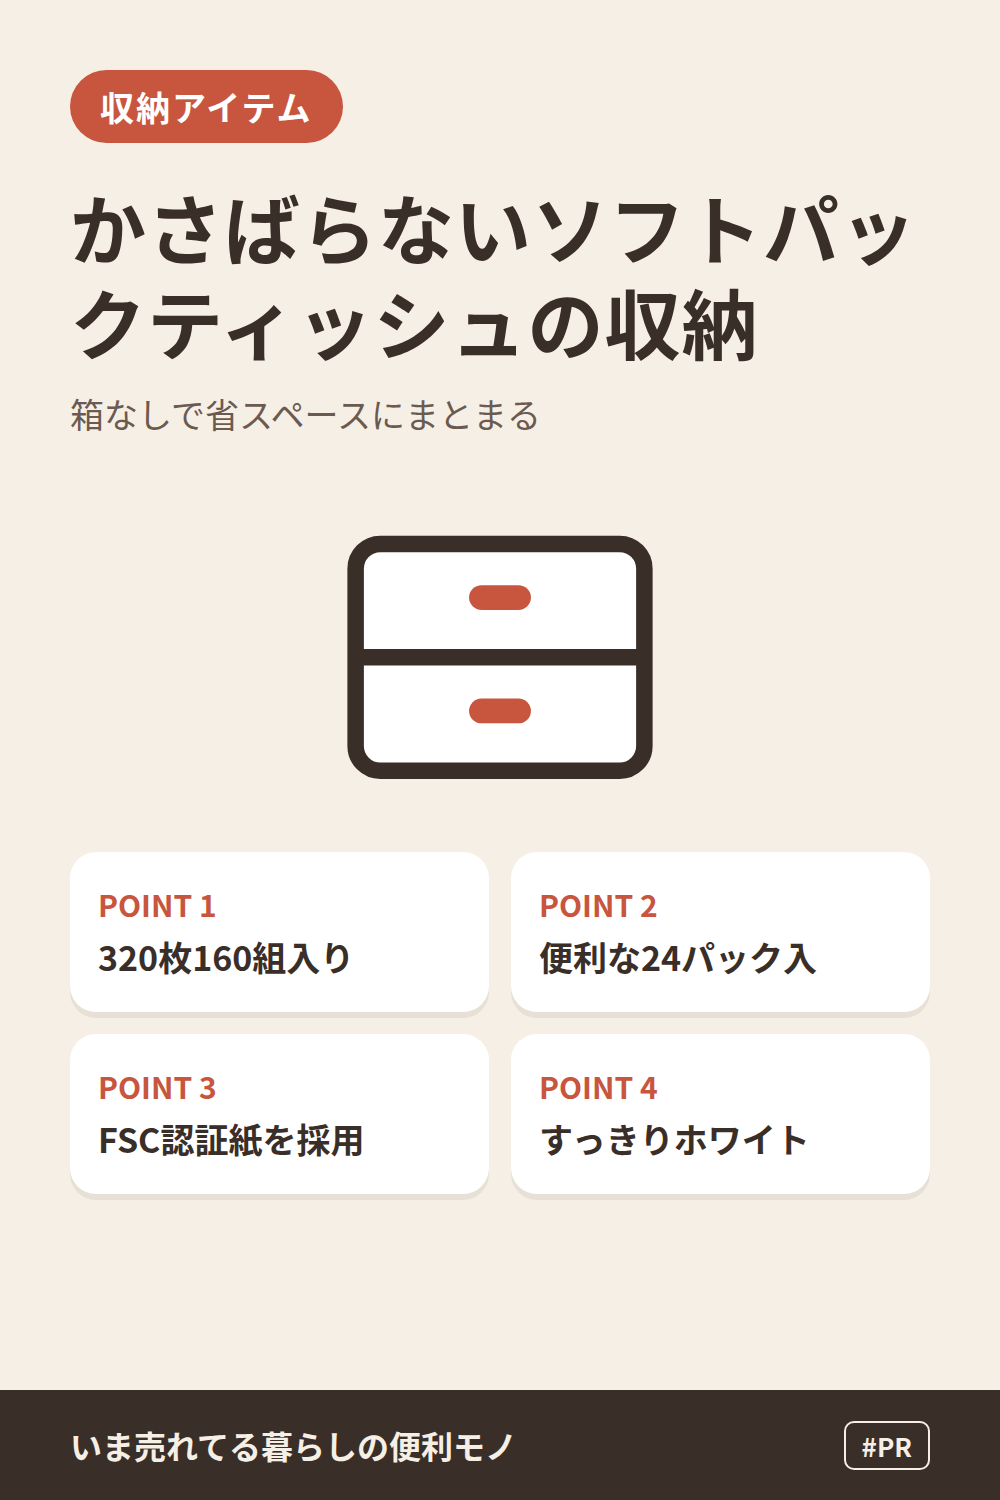 収納アイテム
かさばらないソフトパッ
クティッシュの収納
箱なしで省スペースにまとまる
POINT 1
320枚160組入り
POINT 2
便利な24パック入
POINT 3
FSC認証紙を採用
POINT 4
すっきりホワイト
いま売れてる暮らしの便利モノ
#PR